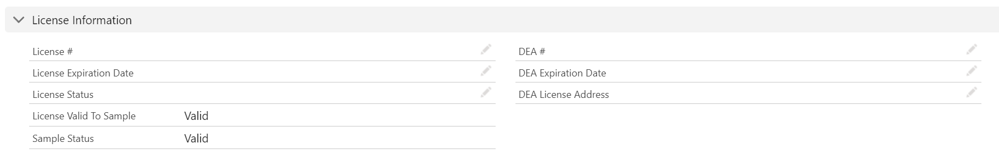 License Information
License #
License Expiration Date
License Status
License Valid To Sample Valid
Sample Status Valid
DEA #
DEA Expiration Date
DEA License Address